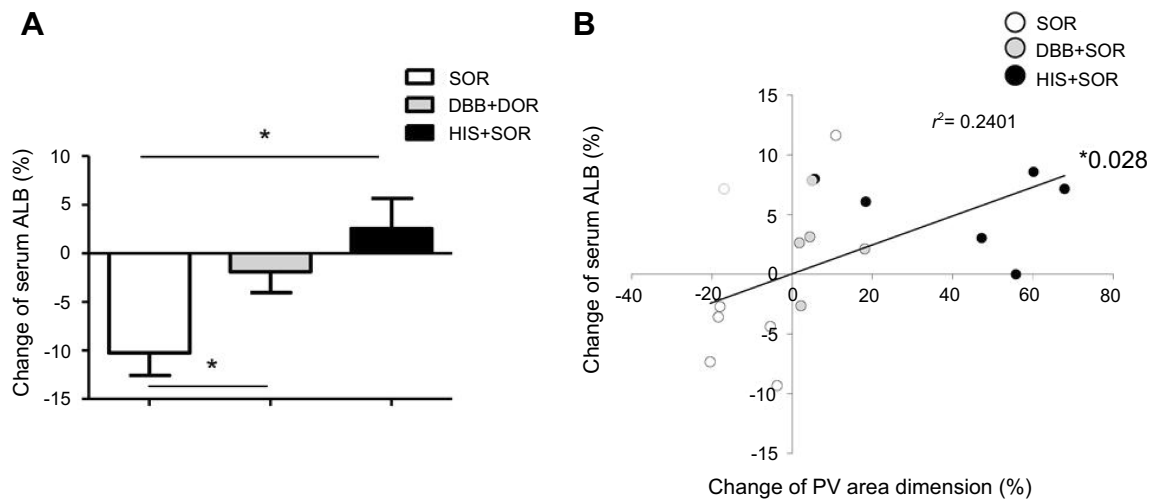 A
SOR
DBB+DOR
HIS+SOR
*
10
5
0
-5
-10
-15
*
Change of serum ALB (%)
B
SOR
DBB+SOR
HIS+SOR
r²= 0.2401
*0.028
15
10
5
0
-5
-10
-15
-40
-20
0
20
40
60
80
Change of serum ALB (%)
Change of PV area dimension (%)